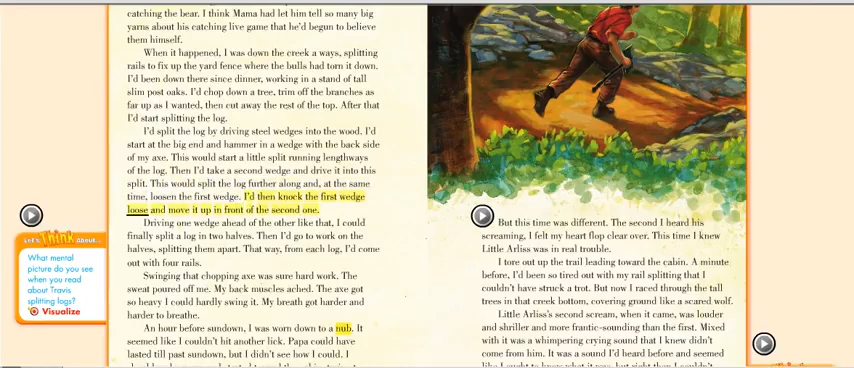 catching the bear. I think Mama had let him tell so many big
yarns about his catching live game that he'd begun to believe
them himself.
When it happened, I was down the creek a ways, splitting
rails to fix up the yard fence where the bulls had torn it down.
I'd been down there since dinner, working in a stand of tall
slim post oaks. I'd chop down a tree, trim off the branches as
far up as I wanted, then cut away the rest of the top. After that
I'd start splitting the log.
I'd split the log by driving steel wedges into the wood. I'd
start at the big end and hammer in a wedge with the back side
of my axe. This would start a little split running lengthways
of the log. Then I'd take a second wedge and drive it into this
split. This would split the log further along and, at the same
time, loosen the first wedge. I'd then knock the first wedge
loose and move it up in front of the second one.
Driving one wedge ahead of the other like that, I could
finally split a log in two halves. Then I'd go to work on the
halves, splitting them apart. That way, from each log, I'd come
out with four rails.
Swinging that chopping axe was sure hard work. The
sweat poured off me. My back muscles ached. The axe got
so heavy I could hardly swing it. My breath got harder and
harder to breathe.
An hour before sundown, I was worn down to a nub. It
seemed like I couldn't hit another lick. Papa could have
lasted till past sundown, but I didn't see how I could. I
Let's Think About...
What mental
picture do you see
when you read
about Travis
splitting logs?
Visualize
But this time was different. The second I heard his
screaming, I felt my heart flop clear over. This time I knew
Little Arliss was in real trouble.
I tore out up the trail leading toward the cabin. A minute
before, I'd been so tired out with my rail splitting that I
couldn't have struck a trot. But now I raced through the tall
trees in that creek bottom, covering ground like a scared wolf.
Little Arliss's second scream, when it came, was louder
and shriller and more frantic-sounding than the first. Mixed
with it was a whimpering crying sound that I knew didn't
come from him. It was a sound I'd heard before and seemed